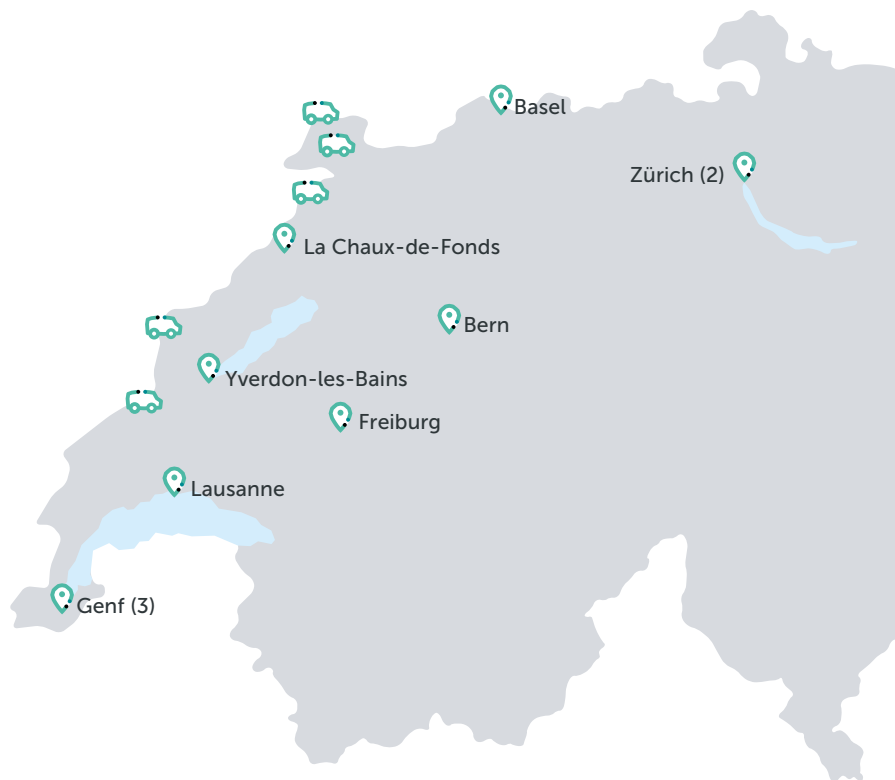 Basel
Zürich (2)
La Chaux-de-Fonds
Bern
Yverdon-les-Bains
Freiburg
Lausanne
Genf (3)